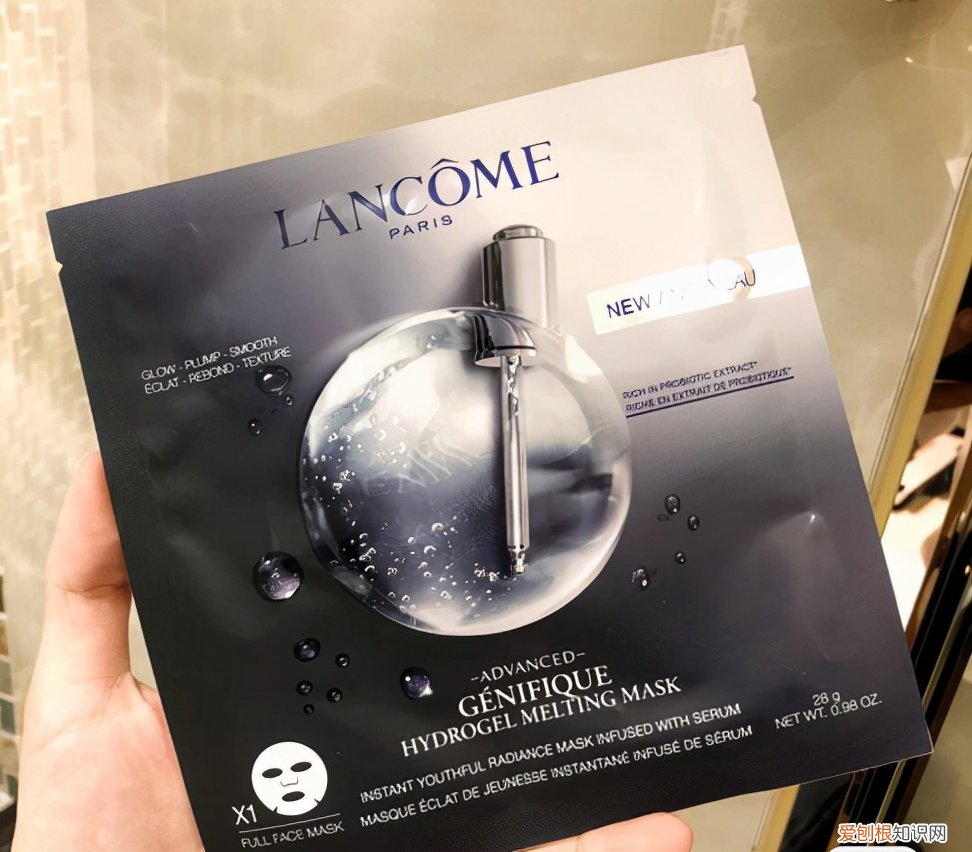 LANCÔME
PARIS
NEW
GLOW - PLUMP - SMOOTH
ÉCLAT - REBOND - TEXTURE
RICH IN PROBIOTIC EXTRACT*
RICHE EN EXTRAIT DE PROBIOTIQUE*
-ADVANCED-
GÉNIFIQUE
HYDROGEL MELTING MASK
INSTANT YOUTHFUL RADIANCE MASK INFUSED WITH SERUM
MASQUE ÉCLAT DE JEUNESSE INSTANTANÉ INFUSÉ DE SÉRUM
28 g
NET WT. 0.98 OZ.
X1
FULL FACE MASK
爱刨根知识网